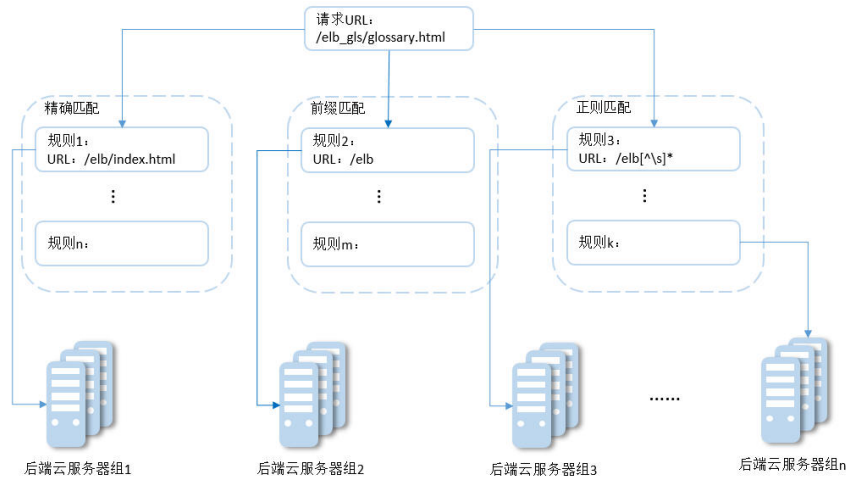 请求URL：
/elb_gls/glossary.html
精确匹配
前缀匹配
正则匹配
规则1：
URL：/elb/index.html
规则2：
URL：/elb
规则3：
URL：/elb[^\s]*
规则n：
规则m：
规则k：
……
后端云服务器组1
后端云服务器组2
后端云服务器组3
后端云服务器组n